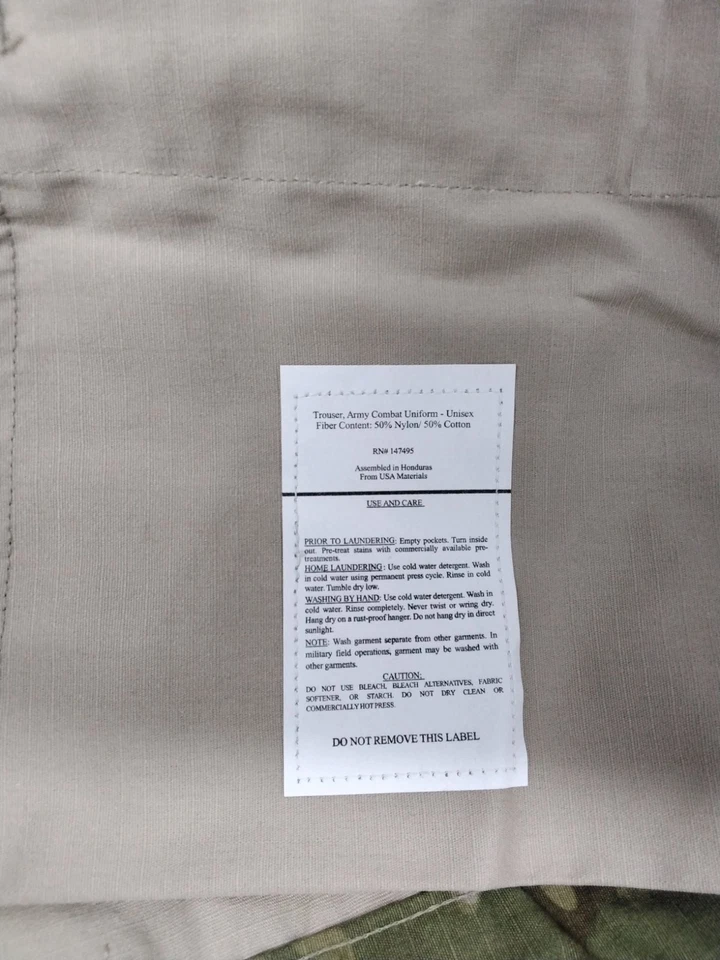 Trouser, Army Combat Uniform - Unisex
Fiber Content: 50% Nylon/ 50% Cotton
RN# 147495
Assembled in Honduras
From USA Materials
USE AND CARE
PRIOR TO LAUNDERING: Empty pockets. Turn inside
out. Pre-treat stains with commercially available pre-
treatments.
HOME LAUNDERING: Use cold water detergent. Wash
in cold water using permanent press cycle. Rinse in cold
water. Tumble dry low.
WASHING BY HAND: Use cold water detergent. Wash in
cold water. Rinse completely. Never twist or wring dry.
Hang dry on a rust-proof hanger. Do not hang dry in direct
sunlight.
NOTE: Wash garment separate from other garments. In
military field operations, garment may be washed with
other garments.
CAUTION:
DO NOT USE BLEACH, BLEACH ALTERNATIVES, FABRIC
SOFTENER, OR STARCH. DO NOT DRY CLEAN OR
COMMERCIALLY HOT PRESS.
DO NOT REMOVE THIS LABEL